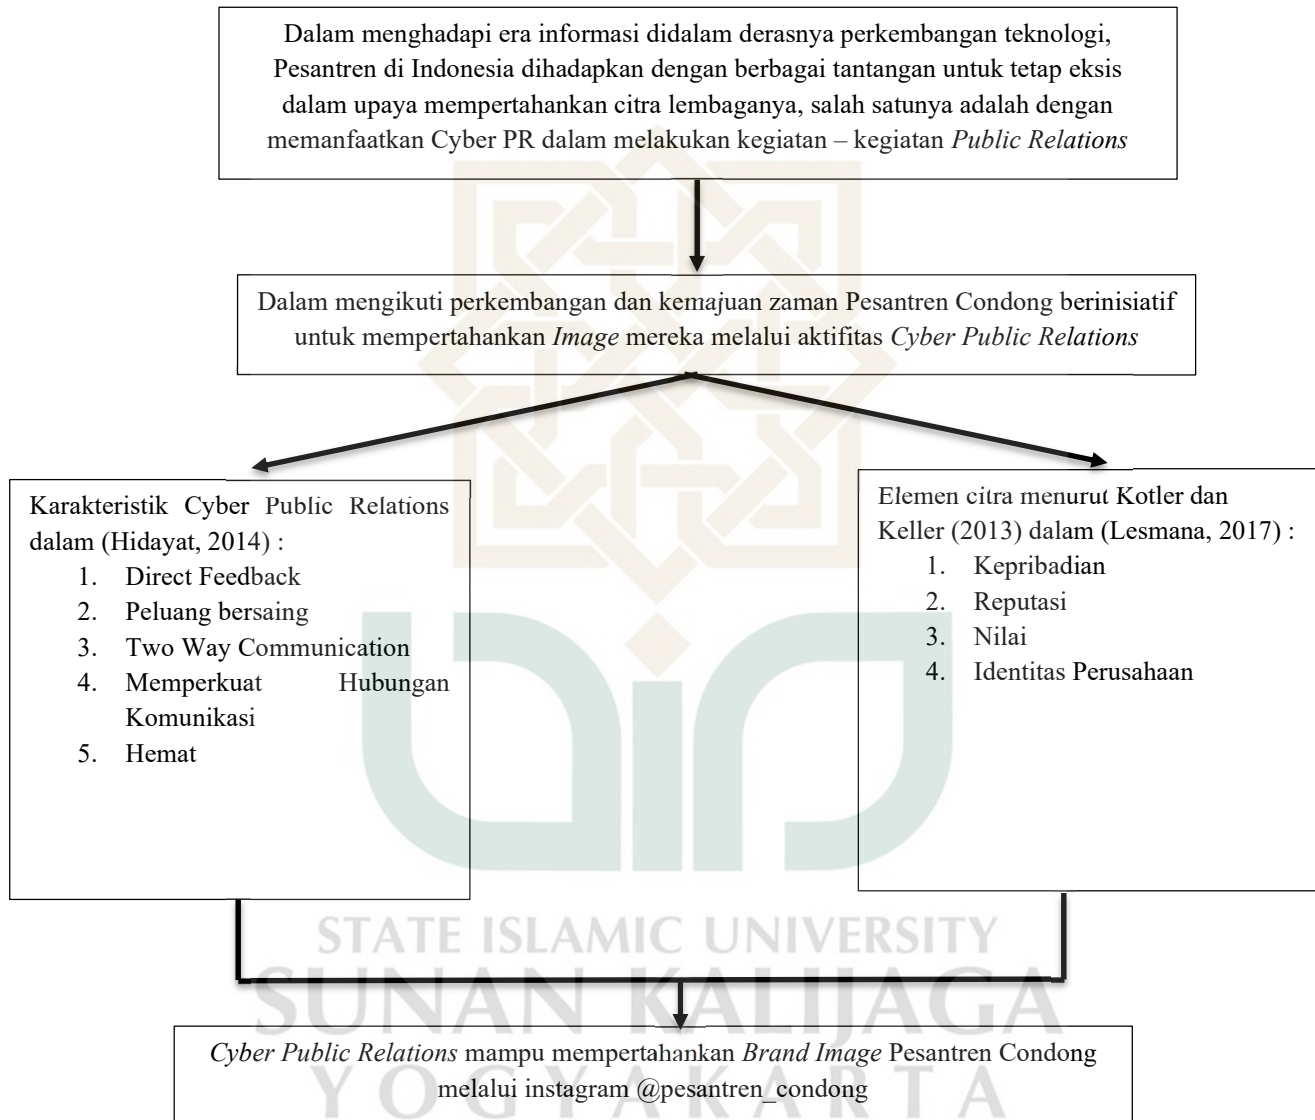 Dalam menghadapi era informasi didalam derasnya perkembangan teknologi,
Pesantren di Indonesia dihadapkan dengan berbagai tantangan untuk tetap eksis
dalam upaya mempertahankan citra lembaganya, salah satunya adalah dengan
memanfaatkan Cyber PR dalam melakukan kegiatan – kegiatan Public Relations
Dalam mengikuti perkembangan dan kemajuan zaman Pesantren Condong berinisiatif
untuk mempertahankan Image mereka melalui aktifitas Cyber Public Relations
Karakteristik Cyber Public Relations
dalam (Hidayat, 2014) :
1. Direct Feedback
2. Peluang bersaing
3. Two Way Communication
4. Memperkuat Hubungan
Komunikasi
5. Hemat
Elemen citra menurut Kotler dan
Keller (2013) dalam (Lesmana, 2017) :
1. Kepribadian
2. Reputasi
3. Nilai
4. Identitas Perusahaan
STATE ISLAMIC UNIVERSITY
SUNAN KALIJAGA
YOGYAKARTA
Cyber Public Relations mampu mempertahankan Brand Image Pesantren Condong
melalui instagram @pesantren_condong